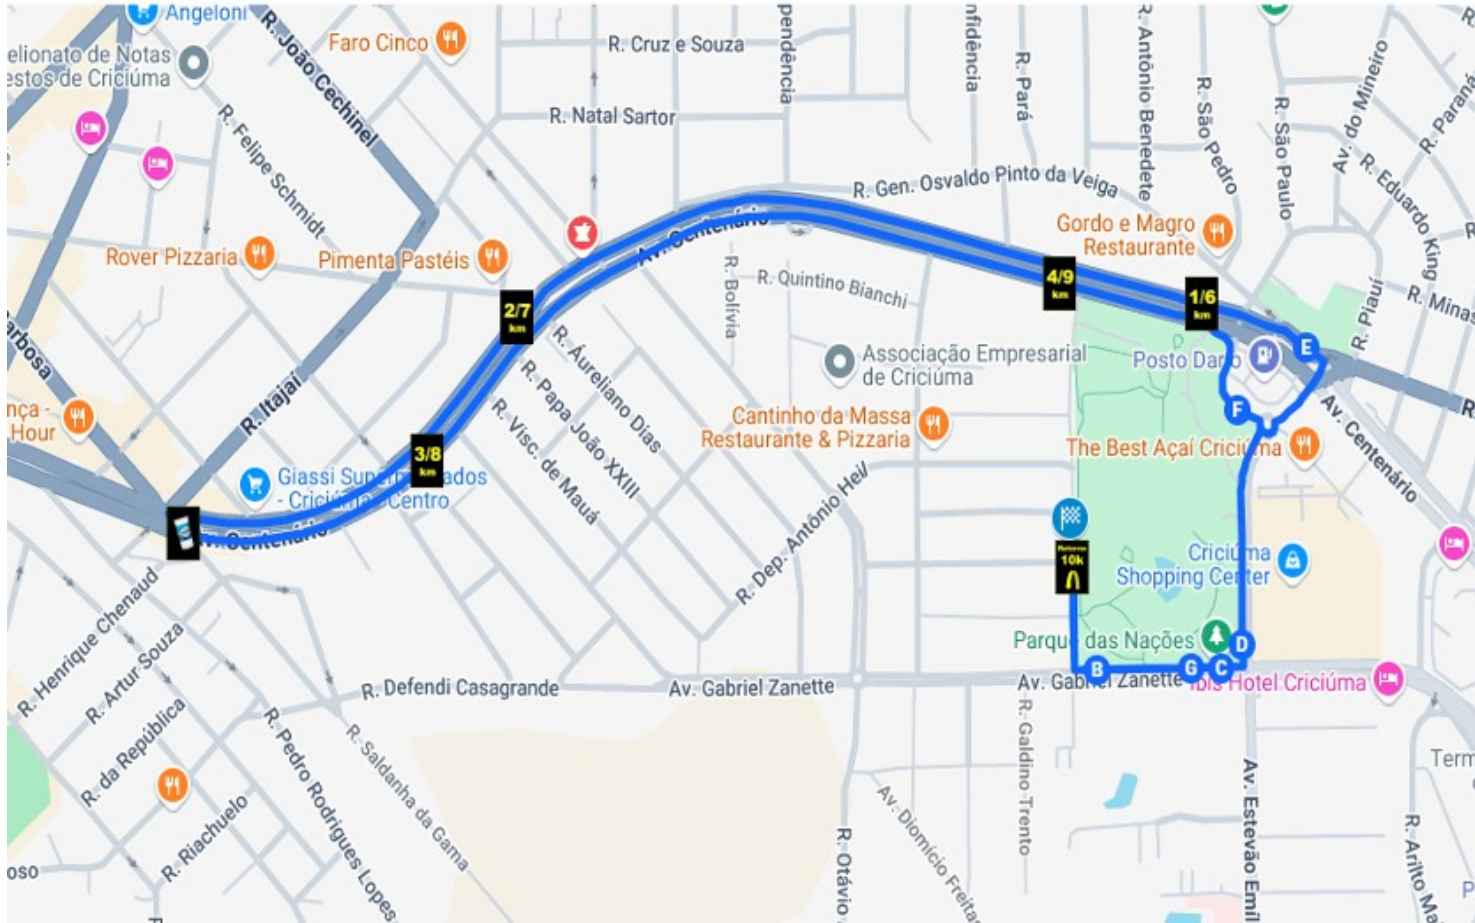 Angeloni
elionato de Notas
estos de Criciúma
R. João Cechinel
Faro Cinco
R. Cruz e Souza
pendência
nfidência
R. Pará
R. Antônio Benedete
R. São Pedro
R. São Paulo
Av. do Mineiro
R. Paraná
R. Eduardo King
R. Natal Sartor
R. Felipe Schmidt
R. Gen. Osvaldo Pinto da Veiga
Gordo e Magro
Restaurante
Rover Pizzaria
Pimenta Pastéis
Av. Centenário
R. Bolívia
R. Quintino Bianchi
4/9
km
1/6
km
R. Piauí
R. Minas
2/7
km
E
Posto Dario
Associação Empresarial
de Criciúma
arbosa
R. Itajaí
R. Áureliano Dias
R. Papa João XXIII
R. Visc. de Mauá
Cantinho da Massa
Restaurante & Pizzaria
F
The Best Açaí Criciúma
Av. Centenário
R.
nça -
Hour
3/8
km
Giassi Supermercados
- Criciúma - Centro
Av. Centenário
R. Dep. Antônio Heil
Retorno
10k
Criciúma
Shopping Center
R. Henrique Chenaud
R. Artur Souza
R. da República
Parque das Nações
D
B
G
C
R. Defendi Casagrande
Av. Gabriel Zanette
Av. Gabriel Zanette
Ibis Hotel Criciúma
R. Pedro Rodrigues Lopes
R. Saldanha da Gama
R. Riachuelo
R. Galdino Trento
Av. Diomício Freitas
R. Otávio
Av. Estevão Emíl
R. Arilto Ma
Term
oso